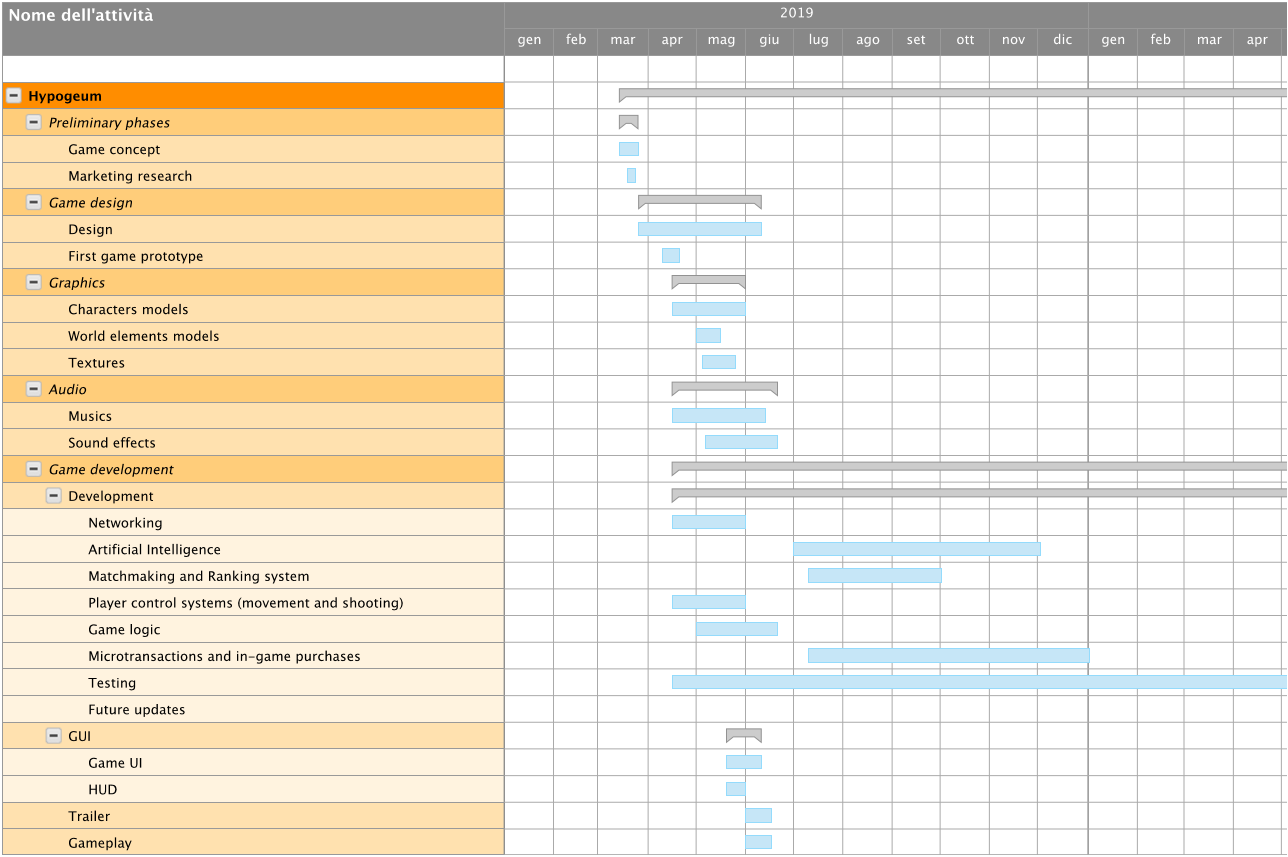 Nome dell'attività
2019
gen feb mar apr mag giu lug ago set ott nov dic gen feb mar apr
Hypogeum
Preliminary phases
Game concept
Marketing research
Game design
Design
First game prototype
Graphics
Characters models
World elements models
Textures
Audio
Musics
Sound effects
Game development
Development
Networking
Artificial Intelligence
Matchmaking and Ranking system
Player control systems (movement and shooting)
Game logic
Microtransactions and in-game purchases
Testing
Future updates
GUI
Game UI
HUD
Trailer
Gameplay